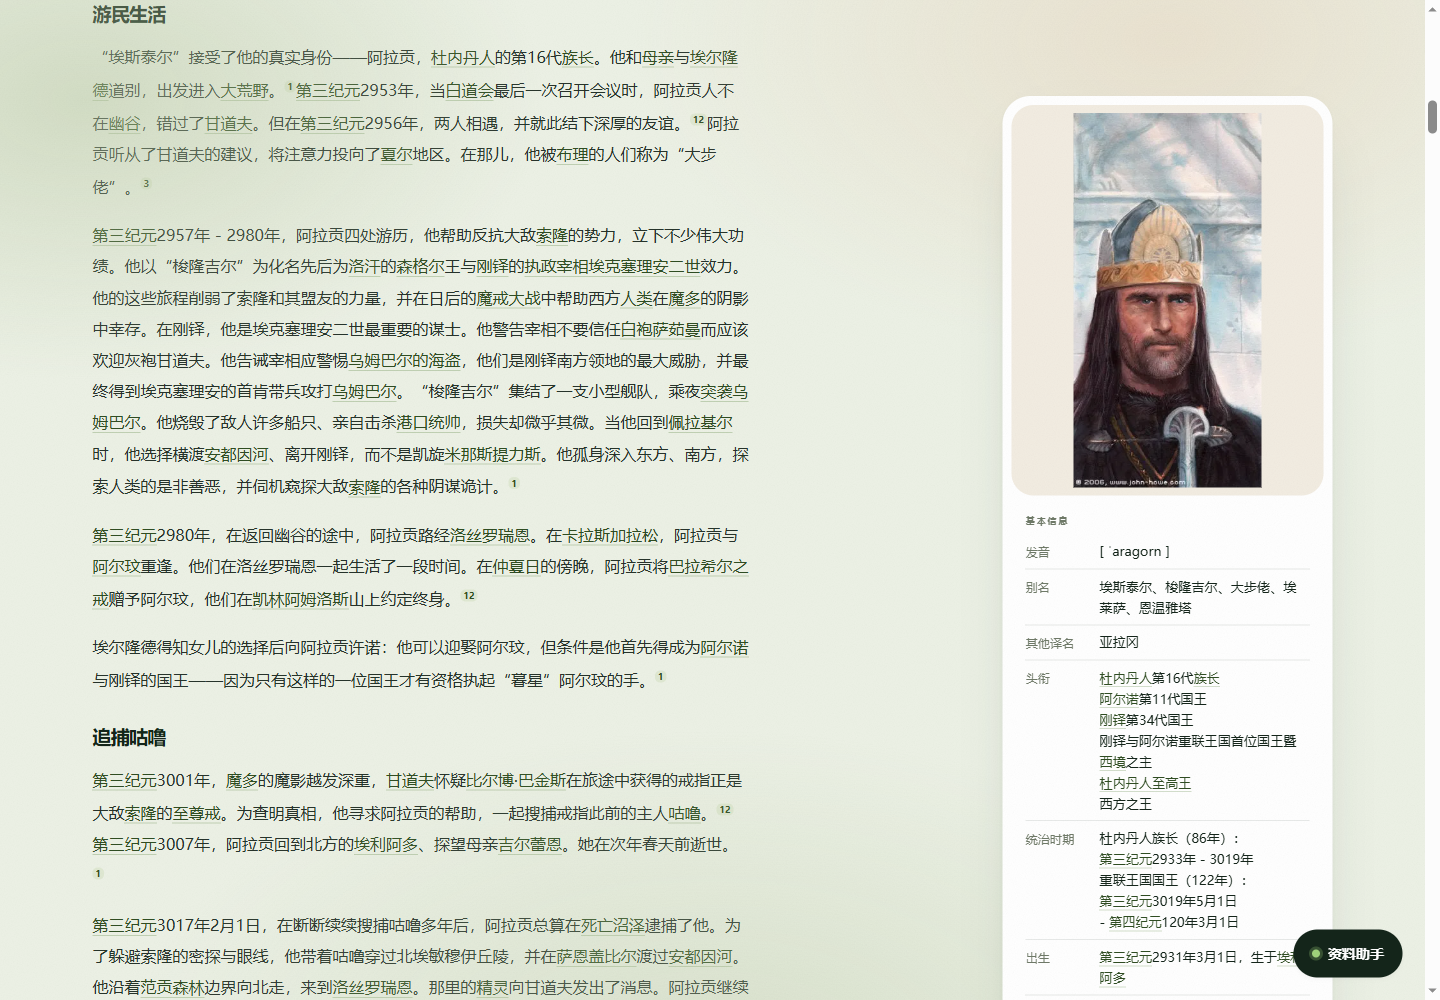 游民生活
“埃斯泰尔”接受了他的真实身份——阿拉贡，杜内丹人的第16代族长。他和母亲与埃尔隆
德道别，出发进入大荒野。1 第三纪元2953年，当白道会最后一次召开会议时，阿拉贡人不
在幽谷，错过了甘道夫。但在第三纪元2956年，两人相遇，并就此结下深厚的友谊。12 阿拉
贡听从了甘道夫的建议，将注意力投向了夏尔地区。在那儿，他被布理的人们称为“大步
佬”。3
第三纪元2957年 - 2980年，阿拉贡四处游历，他帮助反抗大敌索隆的势力，立下不少伟大功
绩。他以“梭隆吉尔”为化名先后为洛汗的森格尔王与刚铎的执政宰相埃克塞理安二世效力。
他的这些旅程削弱了索隆和其盟友的力量，并在日后的魔戒大战中帮助西方人类在魔多的阴影
中幸存。在刚铎，他是埃克塞理安二世最重要的谋士。他警告宰相不要信任白袍萨茹曼而应该
欢迎灰袍甘道夫。他告诫宰相应警惕乌姆巴尔的海盗，他们是刚铎南方领地的最大威胁，并最
终得到埃克塞理安的首肯带兵攻打乌姆巴尔。“梭隆吉尔”集结了一支小型舰队，乘夜突袭乌
姆巴尔。他烧毁了敌人许多船只、亲自击杀港口统帅，损失却微乎其微。当他回到佩拉基尔
时，他选择横渡安都因河、离开刚铎，而不是凯旋米那斯提力斯。他孤身深入东方、南方，探
索人类的是非善恶，并伺机窥探大敌索隆的各种阴谋诡计。1
第三纪元2980年，在返回幽谷的途中，阿拉贡路经洛丝罗瑞恩。在卡拉斯加拉松，阿拉贡与
阿尔玟重逢。他们在洛丝罗瑞恩一起生活了一段时间。在仲夏日的傍晚，阿拉贡将巴拉希尔之
戒赠予阿尔玟，他们在凯林阿姆洛斯山上约定终身。12
埃尔隆德得知女儿的选择后向阿拉贡许诺：他可以迎娶阿尔玟，但条件是他首先得成为阿尔诺
与刚铎的国王——因为只有这样的一位国王才有资格执起“暮星”阿尔玟的手。1
追捕咕噜
第三纪元3001年，魔多的魔影越发深重，甘道夫怀疑比尔博·巴金斯在旅途中获得的戒指正是
大敌索隆的至尊戒。为查明真相，他寻求阿拉贡的帮助，一起搜捕戒指此前的主人咕噜。12
第三纪元3007年，阿拉贡回到北方的埃利阿多、探望母亲吉尔蕾恩。她在次年春天前逝世。
1
第三纪元3017年2月1日，在断断续续搜捕咕噜多年后，阿拉贡总算在死亡沼泽逮捕了他。为
了躲避索隆的密探与眼线，他带着咕噜穿过北埃敏穆伊丘陵，并在萨恩盖比尔渡过安都因河。
他沿着范贡森林边界向北走，来到洛丝罗瑞恩。那里的精灵向甘道夫发出了消息。阿拉贡继续
© 2006, www.john-howe.com
基本信息
发音 [ ˈaragorn ]
别名 埃斯泰尔、梭隆吉尔、大步佬、埃
莱萨、恩温雅塔
其他译名 亚拉冈
头衔 杜内丹人第16代族长
阿尔诺第11代国王
刚铎第34代国王
刚铎与阿尔诺重联王国首位国王暨
西境之主
杜内丹人至高王
西方之王
统治时期 杜内丹人族长（86年）：
第三纪元2933年 - 3019年
重联王国国王（122年）：
第三纪元3019年5月1日
- 第四纪元120年3月1日
出生 第三纪元2931年3月1日，生于埃利
阿多
资料助手